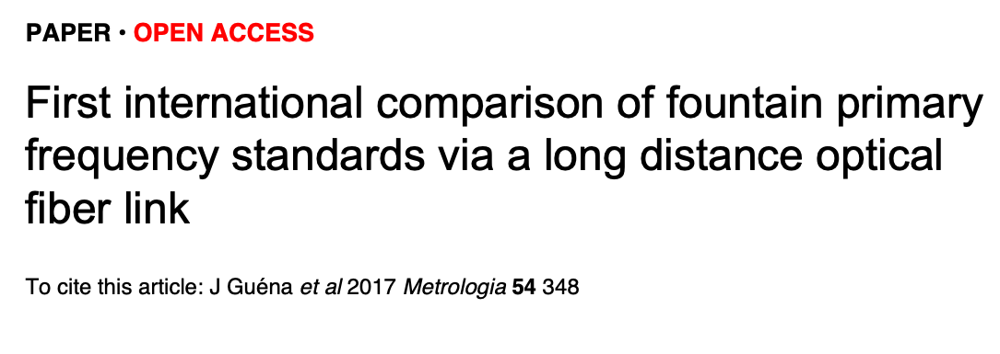 PAPER • OPEN ACCESS
First international comparison of fountain primary
frequency standards via a long distance optical
fiber link
To cite this article: J Guéna et al 2017 Metrologia 54 348